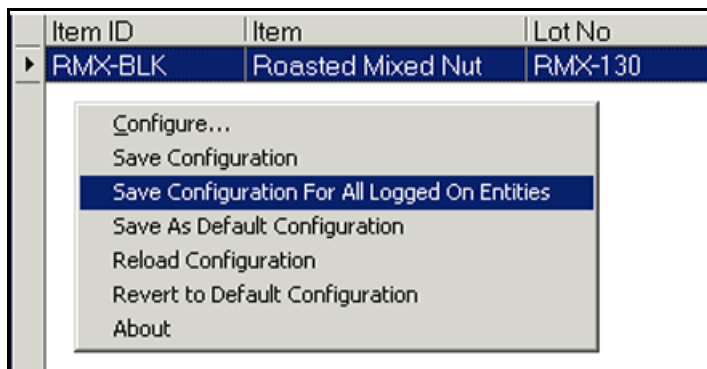 Item ID Item Lot No
RMX-BLK Roasted Mixed Nut RMX-130
Configure...
Save Configuration
Save Configuration For All Logged On Entities
Save As Default Configuration
Reload Configuration
Revert to Default Configuration
About